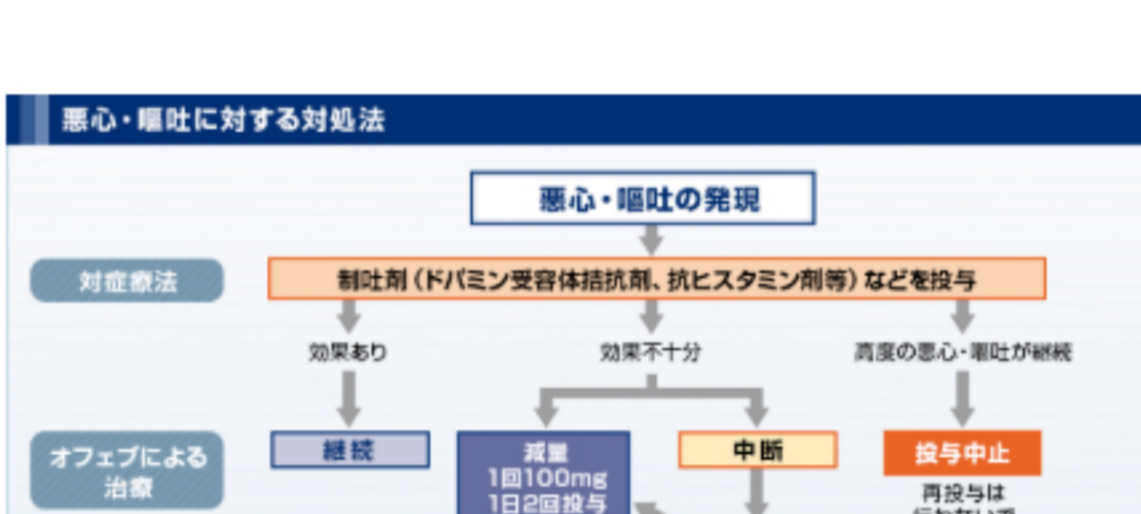 悪心・嘔吐に対する対処法
悪心・嘔吐の発現
対症療法
制吐剤（ドパミン受容体拮抗剤、抗ヒスタミン剤等）などを投与
効果あり
効果不十分
高度の悪心・嘔吐が継続
オフェブによる
治療
継続
減量
1回100mg
1日2回投与
中断
投与中止
再投与は
行わないで